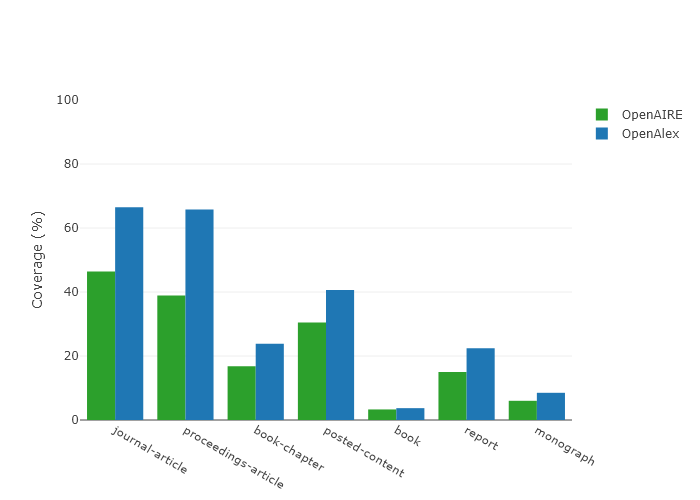 100
80
60
40
20
0
Coverage (%)
OpenAIRE
OpenAlex
journal-article
proceedings-article
book-chapter
posted-content
book
report
monograph